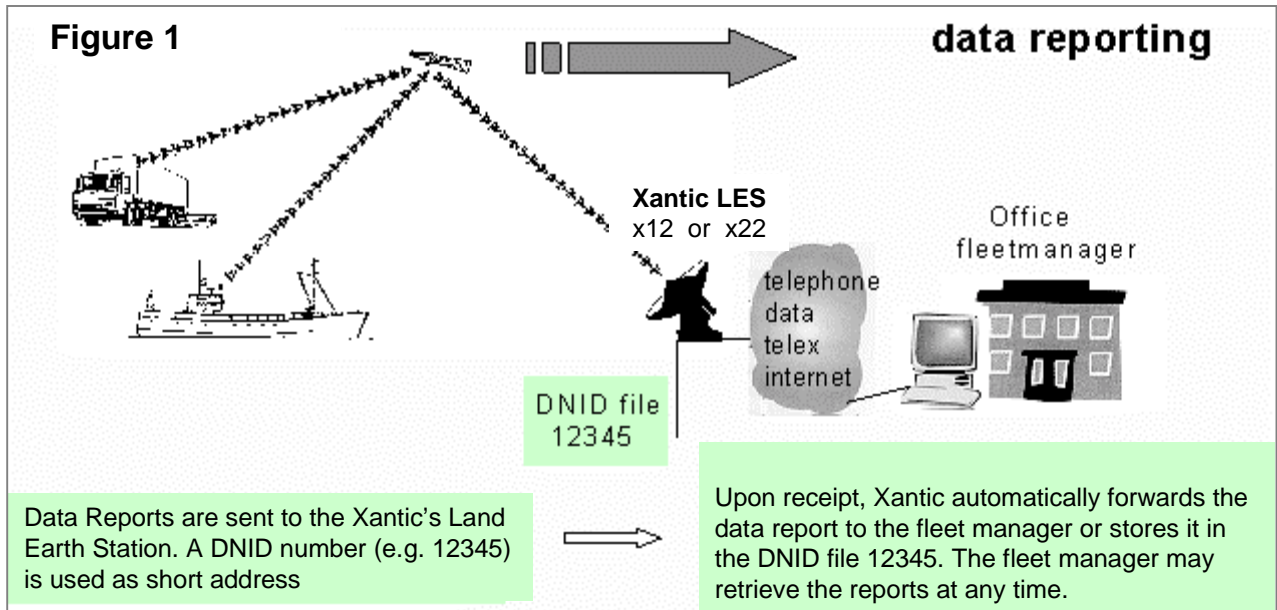 Figure 1
data reporting
Xantic LES
x12 or x22
Office
fleetmanager
telephone
data
telex
internet
DNID file
12345
Data Reports are sent to the Xantic's Land
Earth Station. A DNID number (e.g. 12345)
is used as short address
Upon receipt, Xantic automatically forwards the
data report to the fleet manager or stores it in
the DNID file 12345. The fleet manager may
retrieve the reports at any time.